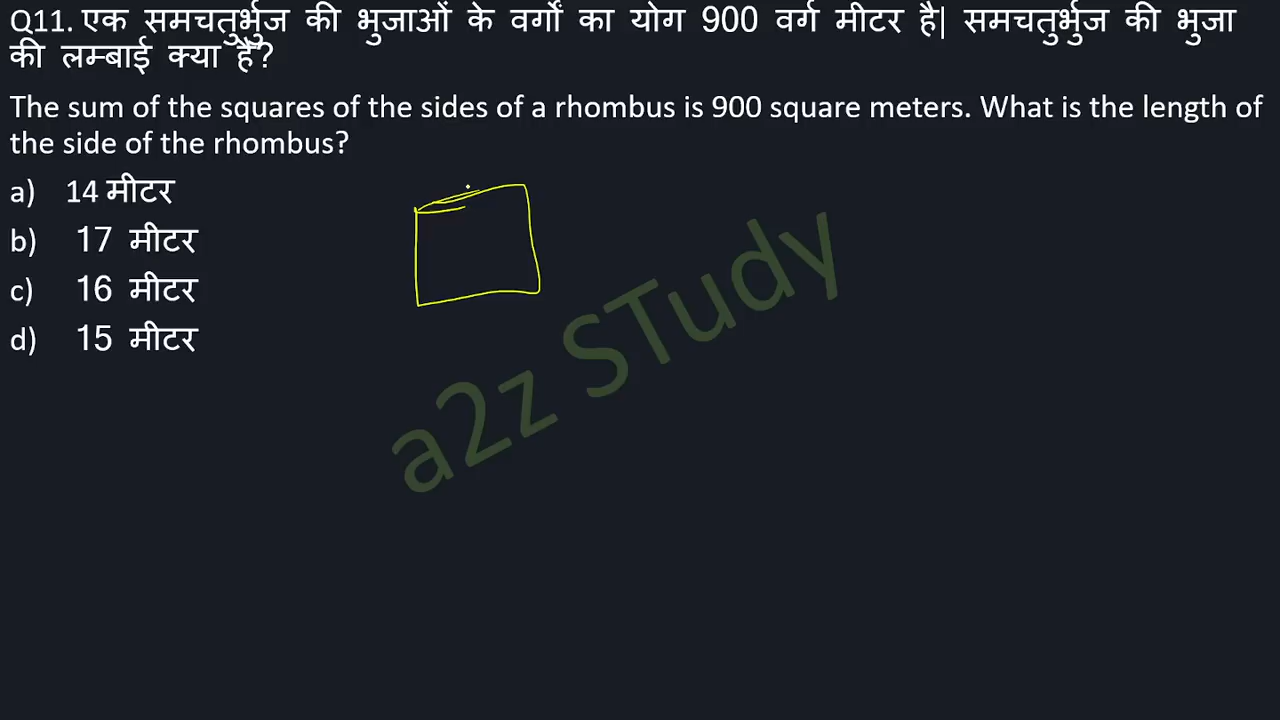 Q11. एक समचतुर्भुज की भुजाओं के वर्गों का योग 900 वर्ग मीटर है| समचतुर्भुज की भुजा
की लम्बाई क्या है?
The sum of the squares of the sides of a rhombus is 900 square meters. What is the length of
the side of the rhombus?
a) 14 मीटर
b) 17 मीटर
c) 16 मीटर
d) 15 मीटर
a2z STudy